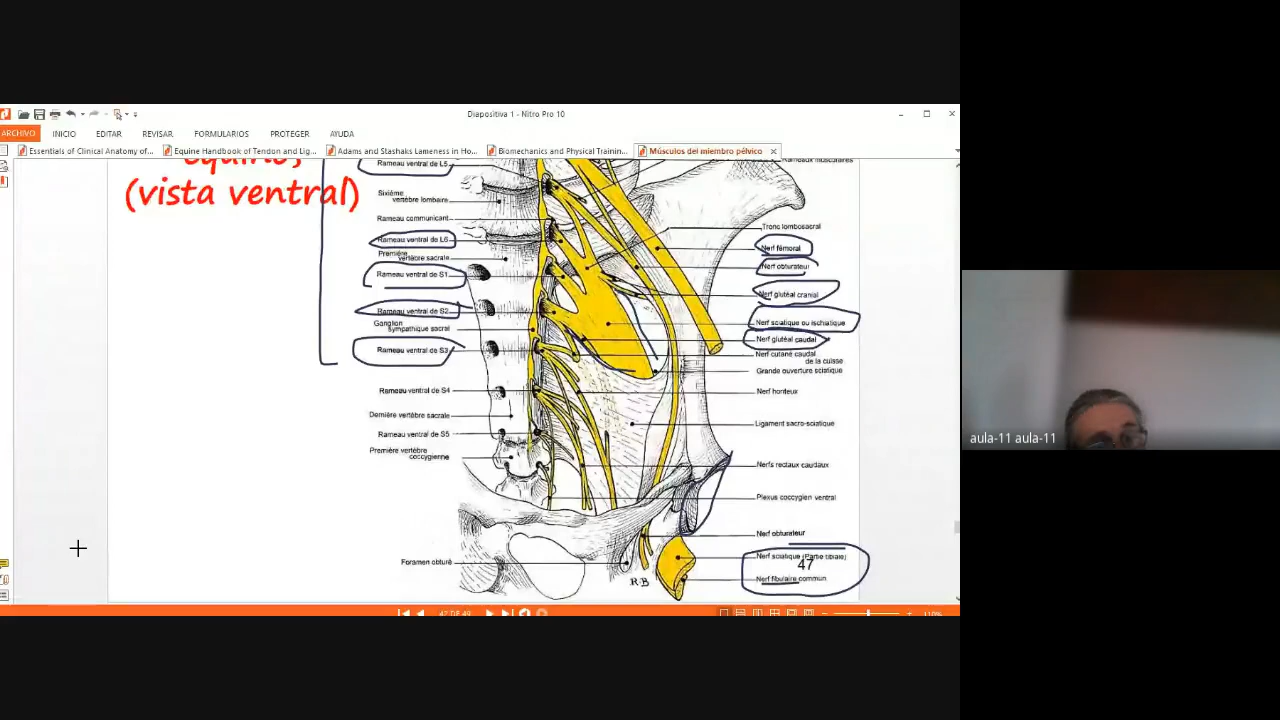 Diapositiva 1 - Nitro Pro 10
ARCHIVO INICIO EDITAR REVISAR FORMULARIOS PROTEGER AYUDA
Essentials of Clinical Anatomy of... Equine Handbook of Tendon and Lig... Adams and Stashaks Lameness in Ho... Biomechanics and Physical Training... Músculos del miembro pélvico
equinos,
(vista ventral)
Rameau ventral de L5
Sixième
vertèbre lombaire
Rameau communicant
Rameau ventral de L6
Première
vertèbre sacrale
Rameau ventral de S1
Rameau ventral de S2
Ganglion
sympathique sacral
Rameau ventral de S3
Rameau ventral de S4
Dernière vertèbre sacrale
Rameau ventral de S5
Première vertèbre
coccygienne
Foramen obturé
Rameaux musculaires
Tronc lombosacral
Nerf fémoral
Nerf obturateur
Nerf glutéal cranial
Nerf sciatique ou ischiatique
Nerf glutéal caudal
Nerf cutané caudal
de la cuisse
Grande ouverture sciatique
Nerf honteux
Ligament sacro-sciatique
Nerfs rectaux caudaux
Plexus coccygien ventral
Nerf obturateur
Nerf sciatique (Partie tibiale)
47
Nerf fibulaire commun
R.B
42 DE 49
110%
aula-11 aula-11